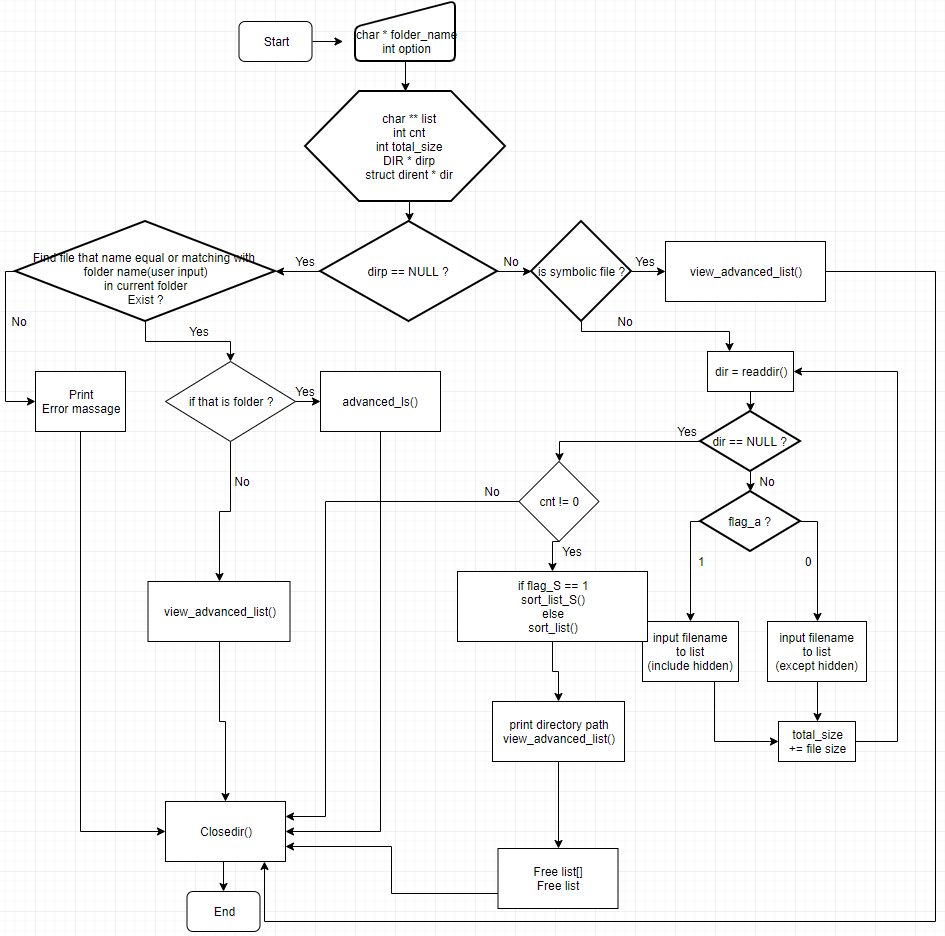 Start
char * folder_name
int option
char ** list
int cnt
int total_size
DIR * dirp
struct dirent * dir
Find file that name equal or matching with
folder name(user input)
in current folder
Exist ?
Yes
dirp == NULL ?
No
is symbolic file ?
Yes
view_advanced_list()
No
Yes
No
Print
Error massage
if that is folder ?
Yes
advanced_ls()
dir = readdir()
Yes
dir == NULL ?
No
No
No
cnt != 0
flag_a ?
Yes
1
0
if flag_S == 1
sort_list_S()
else
sort_list()
view_advanced_list()
input filename
to list
(include hidden)
input filename
to list
(except hidden)
print directory path
view_advanced_list()
total_size
+= file size
Closedir()
Free list[]
Free list
End